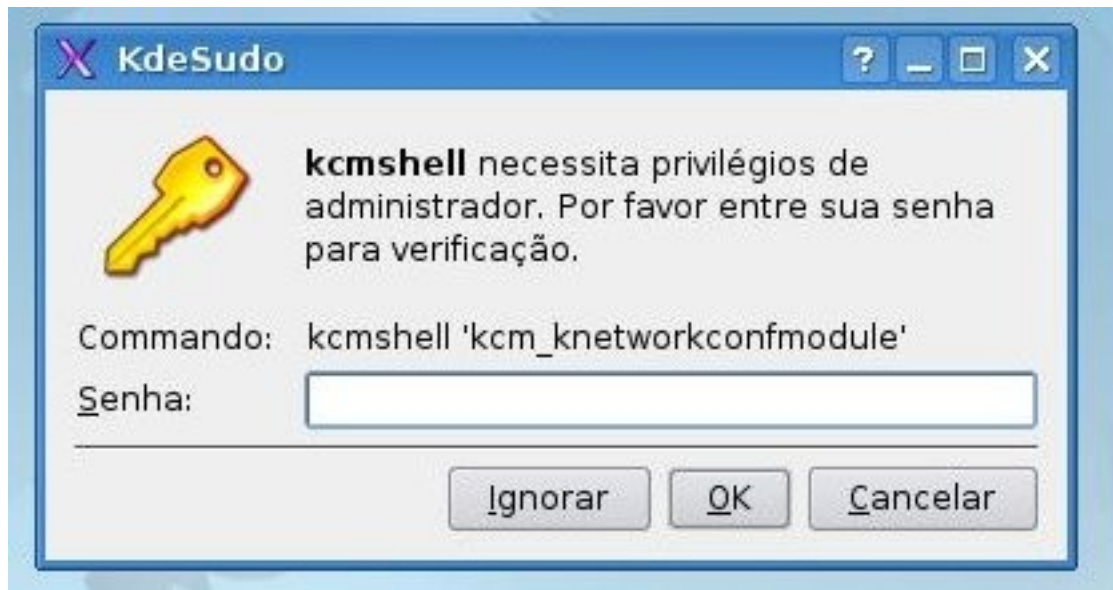 KdeSudo
kcmshell necessita privilégios de
administrador. Por favor entre sua senha
para verificação.
Commando: kcmshell 'kcm_knetworkconfmodule'
Senha:
Ignorar OK Cancelar